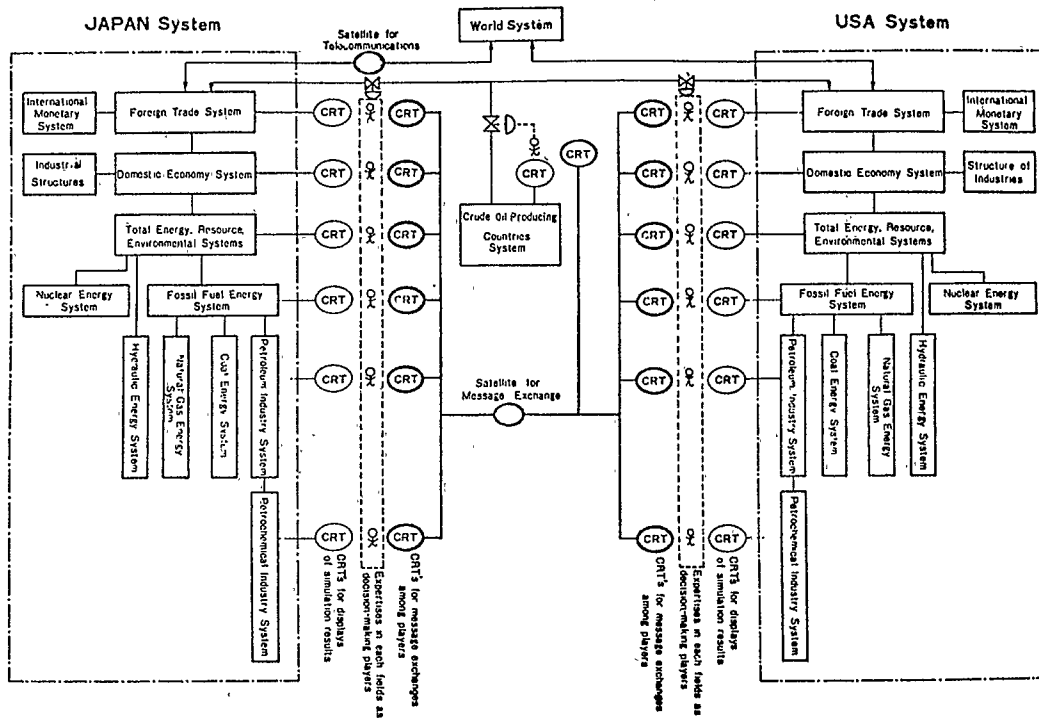 JAPAN System
World System
USA System
Satellite for
Telecommunications
International
Monetary
System
Foreign Trade System
CRT
CRT
CRT
CRT
Foreign Trade System
International
Monetary
System
CRT
CRT
Industrial
Structures
Domestic Economy System
CRT
CRT
CRT
CRT
Domestic Economy System
Structure of
Industries
Crude Oil Producing
Countries
System
Total Energy, Resource,
Environmental Systems
CRT
CRT
CRT
CRT
Total Energy, Resource,
Environmental Systems
Nuclear Energy
System
Fossil Fuel Energy
System
CRT
CRT
CRT
CRT
Fossil Fuel Energy
System
Nuclear Energy
System
Hydraulic Energy System
Natural Gas Energy
System
Coal Energy System
Petroleum Industry System
CRT
CRT
Satellite for
Message Exchange
CRT
CRT
Petroleum Industry System
Coal Energy System
Natural Gas Energy
System
Hydraulic Energy System
Petrochemical Industry System
CRT
CRT
CRT
CRT
Petrochemical Industry System
CRT's for displays
of simulation results
Expertises in each fields as
decision-making players
CRT's for message exchanges
among players
CRT's for message exchanges
among players
Expertises in each fields as
decision-making players
CRT's for displays
of simulation results